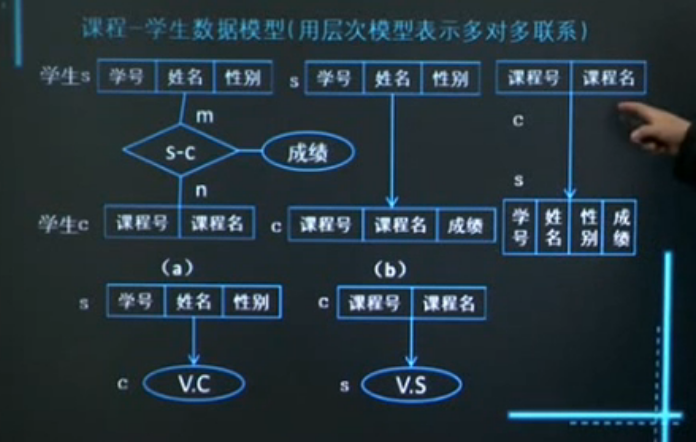 课程-学生数据模型(用层次模型表示多对多联系)
学生s 学号 姓名 性别 s 学号 姓名 性别 课程号 课程名
m
c
s-c 成绩
n
s
学生c 课程号 课程名 c 课程号 课程名 成绩 学号 姓名 性别 成绩
(a) (b)
s 学号 姓名 性别 c 课程号 课程名
c V.C s V.S